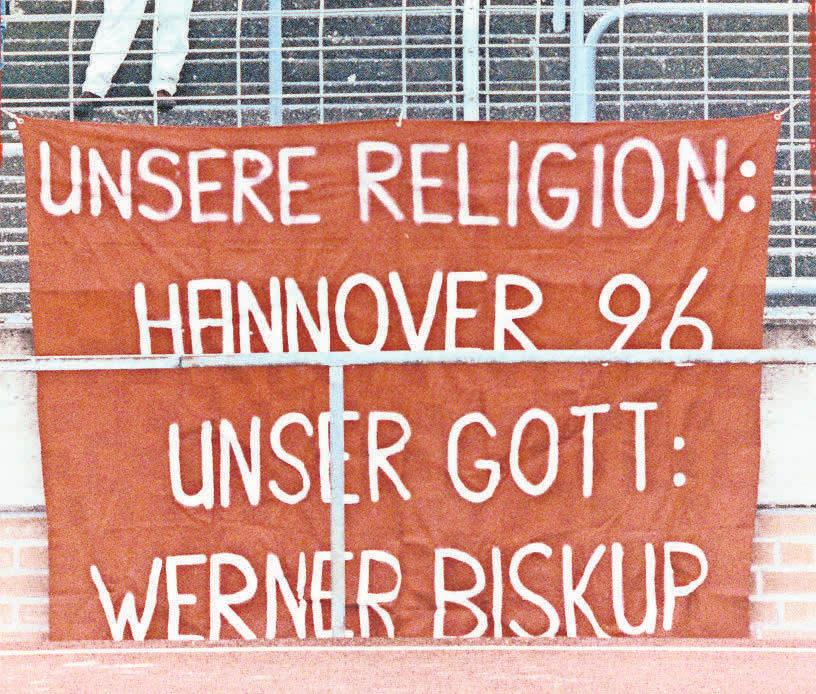 UNSERE RELIGION:
HANNOVER 96
UNSER GOTT:
WERNER BISKUP